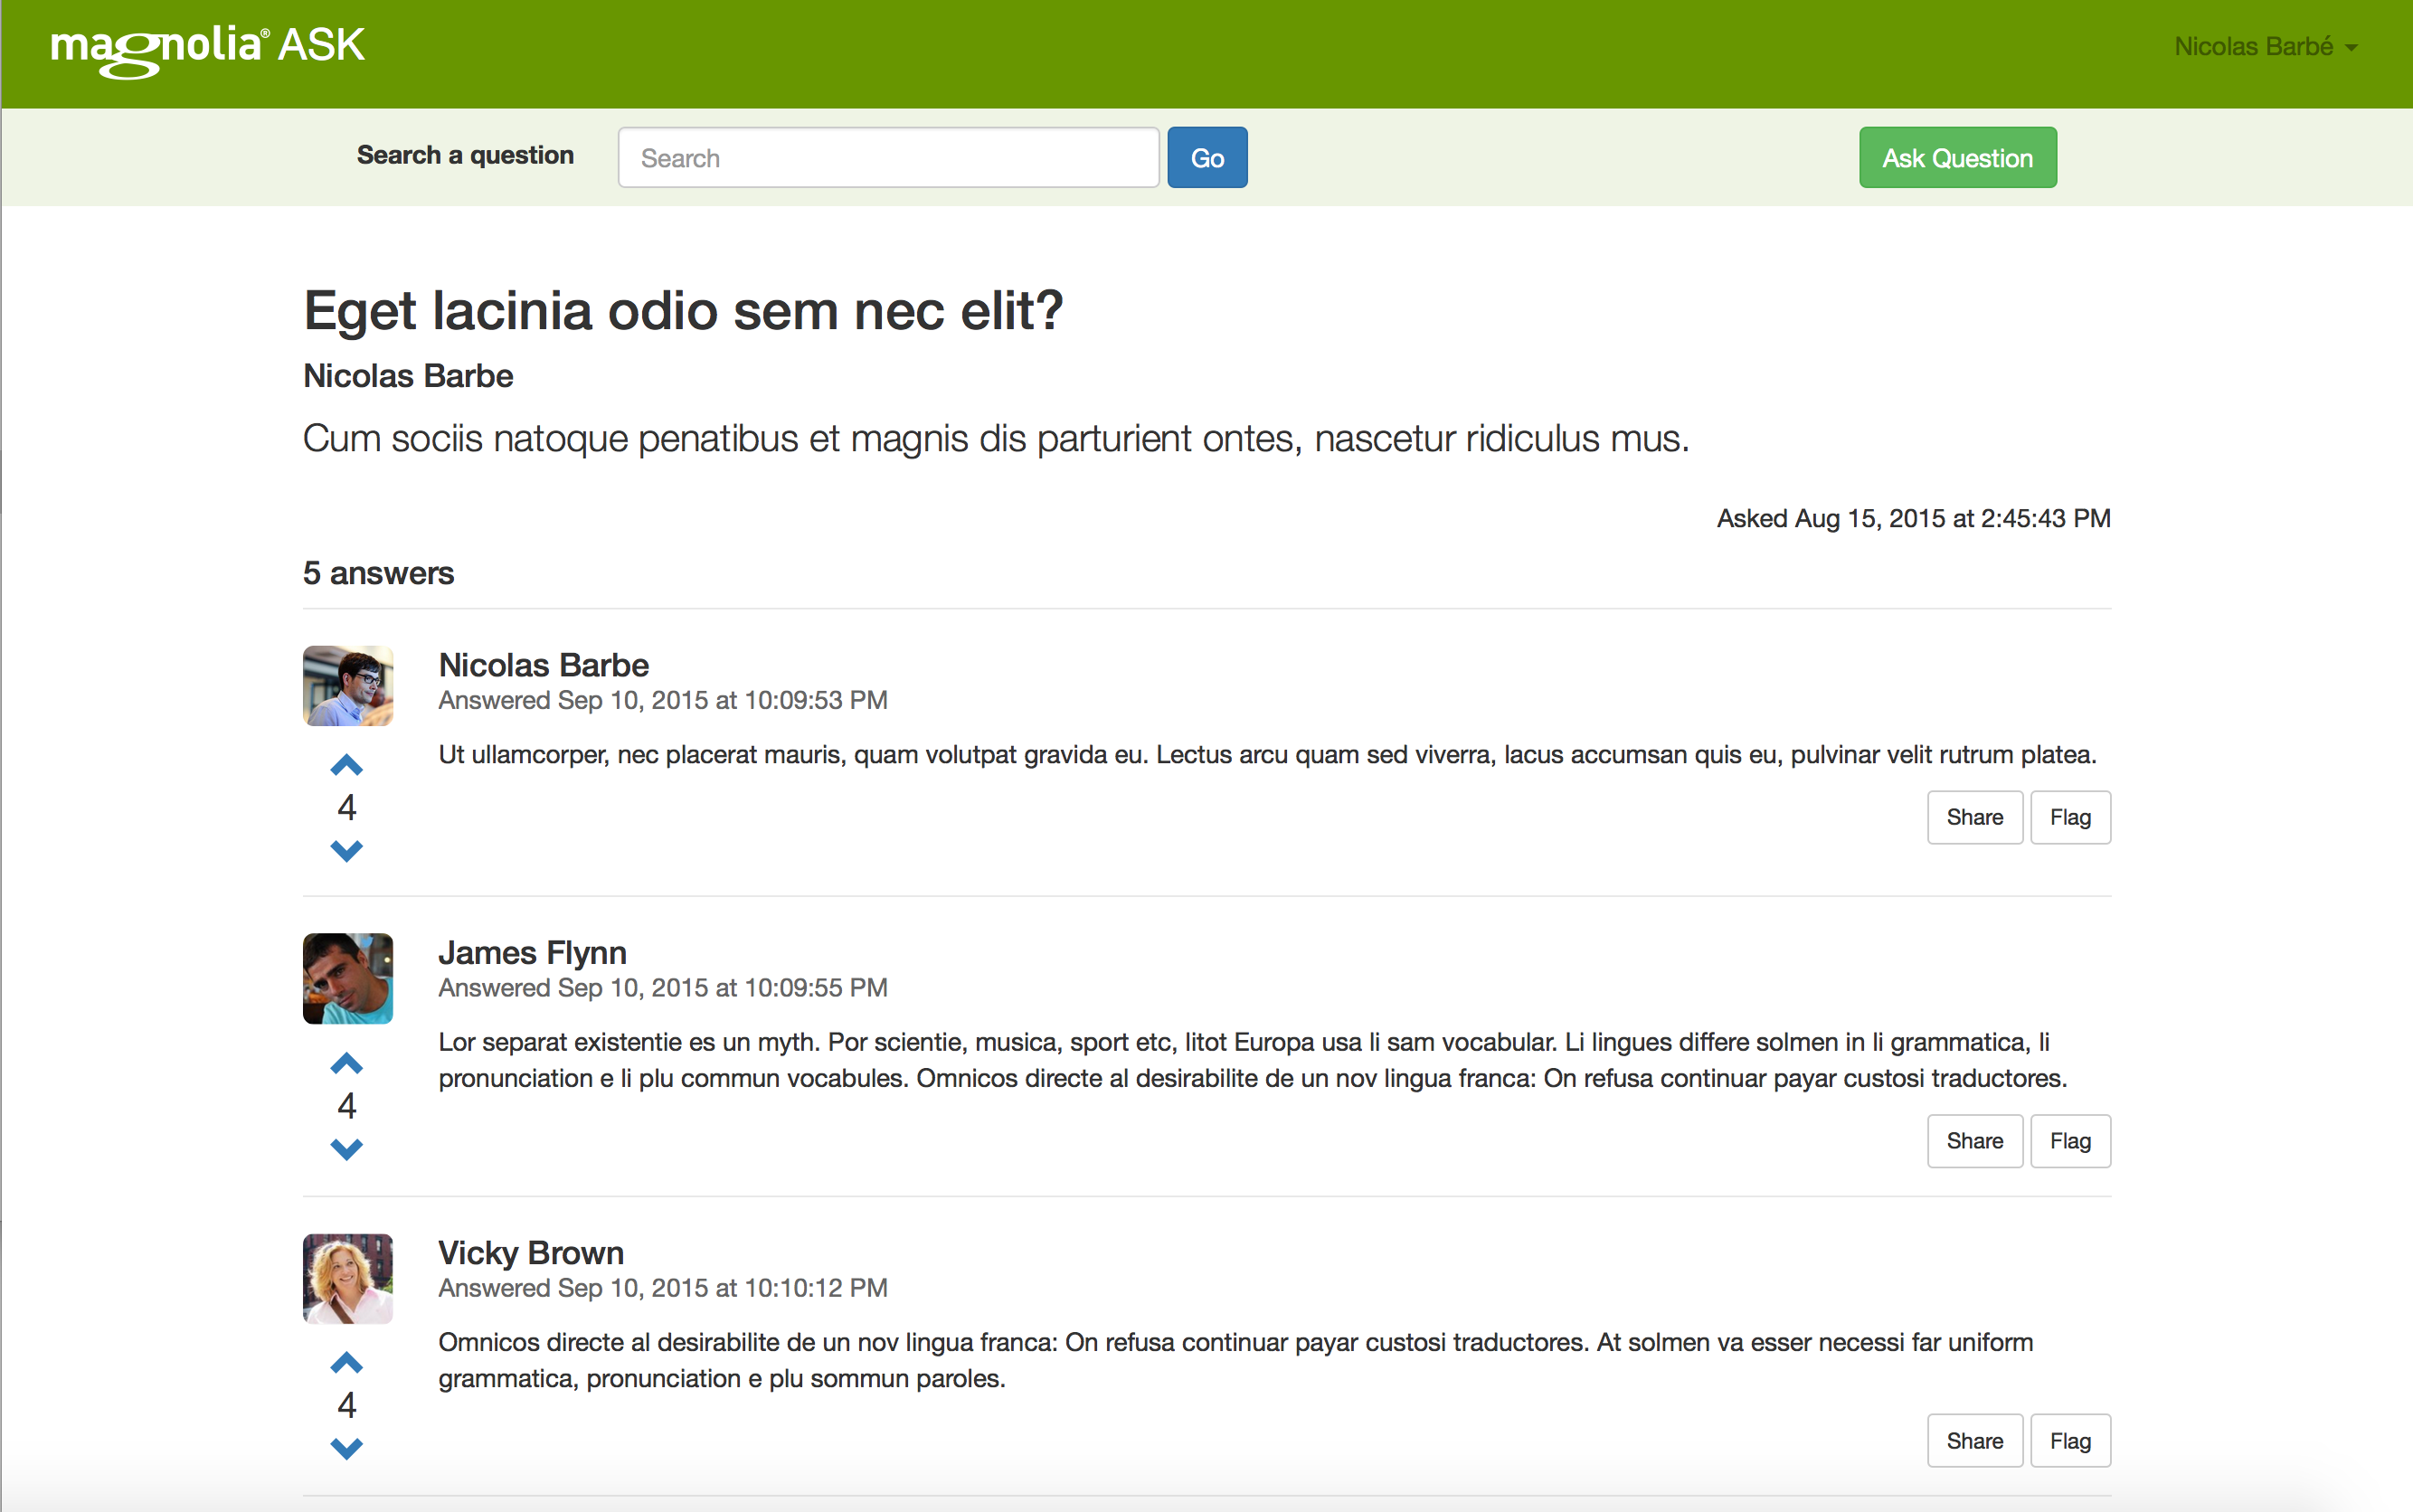 magnolia® ASK
Nicolas Barbé
Search a question
Search
Go
Ask Question
Eget lacinia odio sem nec elit?
Nicolas Barbe
Cum sociis natoque penatibus et magnis dis parturient ontes, nascetur ridiculus mus.
Asked Aug 15, 2015 at 2:45:43 PM
5 answers
Nicolas Barbe
Answered Sep 10, 2015 at 10:09:53 PM
Ut ullamcorper, nec placerat mauris, quam volutpat gravida eu. Lectus arcu quam sed viverra, lacus accumsan quis eu, pulvinar velit rutrum platea.
4
Share
Flag
James Flynn
Answered Sep 10, 2015 at 10:09:55 PM
Lor separat existentie es un myth. Por scientie, musica, sport etc, litot Europa usa li sam vocabular. Li lingues differe solmen in li grammatica, li
pronunciation e li plu commun vocabules. Omnicos directe al desirabilite de un nov lingua franca: On refusa continuar payar custosi traductores.
4
Share
Flag
Vicky Brown
Answered Sep 10, 2015 at 10:10:12 PM
Omnicos directe al desirabilite de un nov lingua franca: On refusa continuar payar custosi traductores. At solmen va esser necessi far uniform
grammatica, pronunciation e plu sommun paroles.
4
Share
Flag